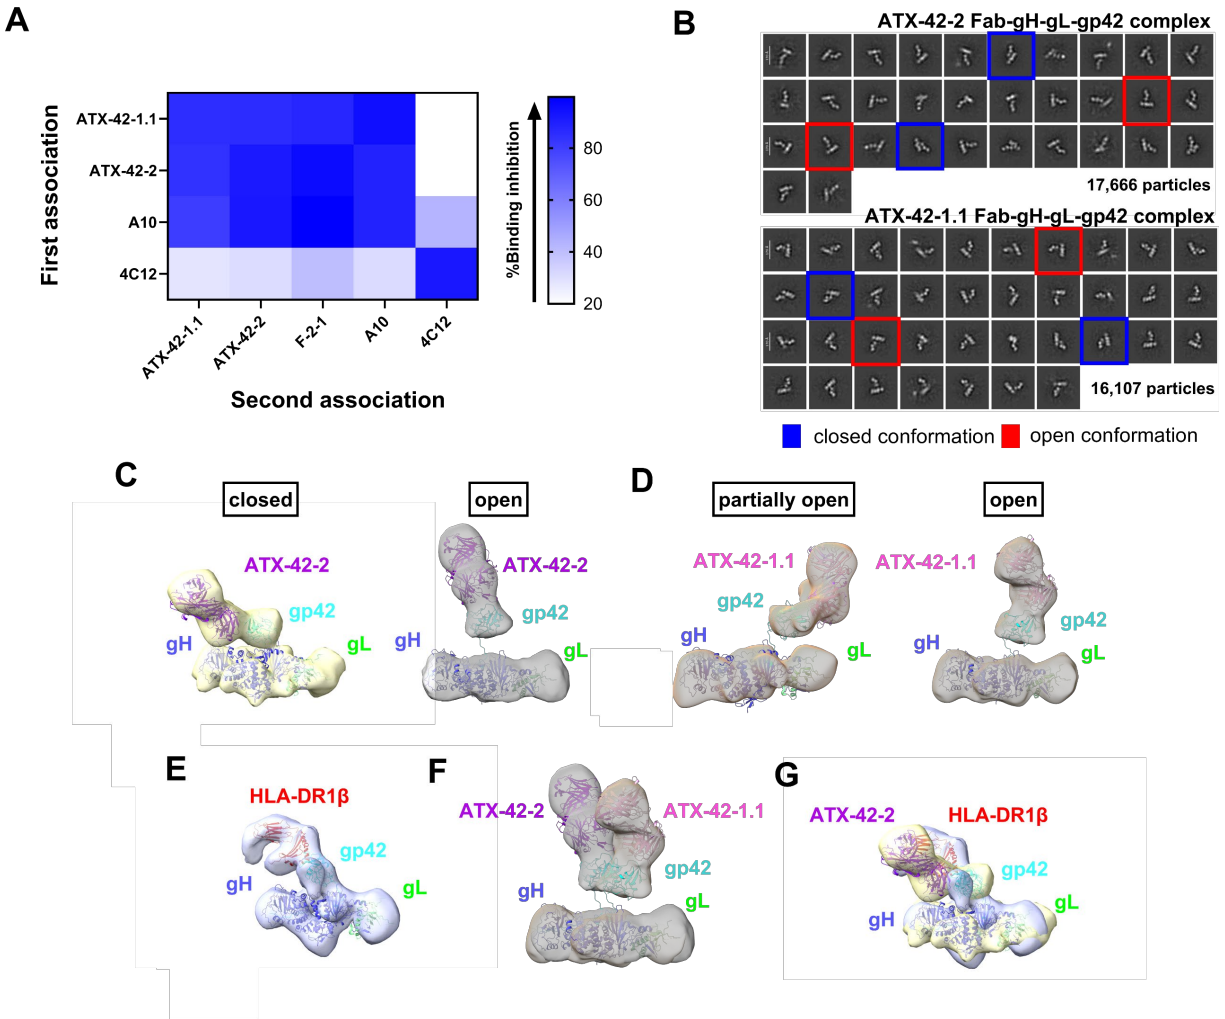 A
First association
ATX-42-1.1
ATX-42-2
A10
4C12
ATX-42-1.1
ATX-42-2
F-2-1
A10
4C12
Second association
%Binding inhibition
80
60
40
20
B
ATX-42-2 Fab-gH-gL-gp42 complex
17,666 particles
ATX-42-1.1 Fab-gH-gL-gp42 complex
16,107 particles
closed conformation
open conformation
C
closed
open
ATX-42-2
gp42
gH
gL
ATX-42-2
gp42
gH
gL
D
partially open
open
ATX-42-1.1
gp42
gH
gL
ATX-42-1.1
gp42
gH
E
HLA-DR1β
gp42
gH
gL
F
ATX-42-2
ATX-42-1.1
gp42
gH
gL
G
ATX-42-2
HLA-DR1β
gp42
gH
gL